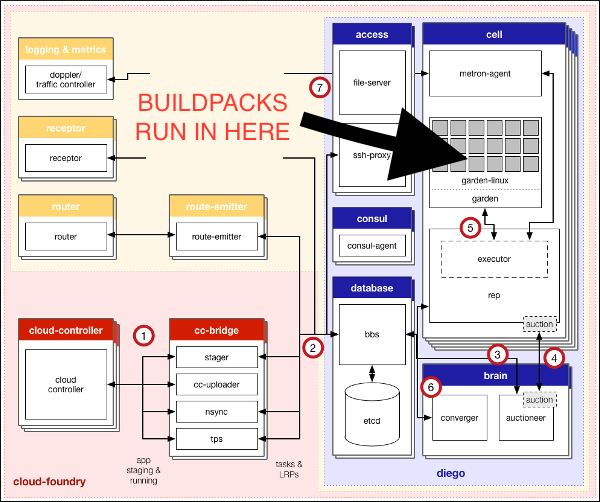 logging & metrics
doppler/
traffic controller
receptor
receptor
router
router
route-emitter
route-emitter
BUILDPACKS
RUN IN HERE
7
access
file-server
ssh-proxy
consul
consul-agent
database
bbs
etcd
cell
metron-agent
garden-linux
garden
5
executor
rep
auction
3
4
brain
auction
6
converger
auctioneer
diego
cloud-controller
cloud
controller
1
cc-bridge
stager
cc-uploader
nsync
tps
2
app
staging &
running
tasks &
LRPs
cloud-foundry